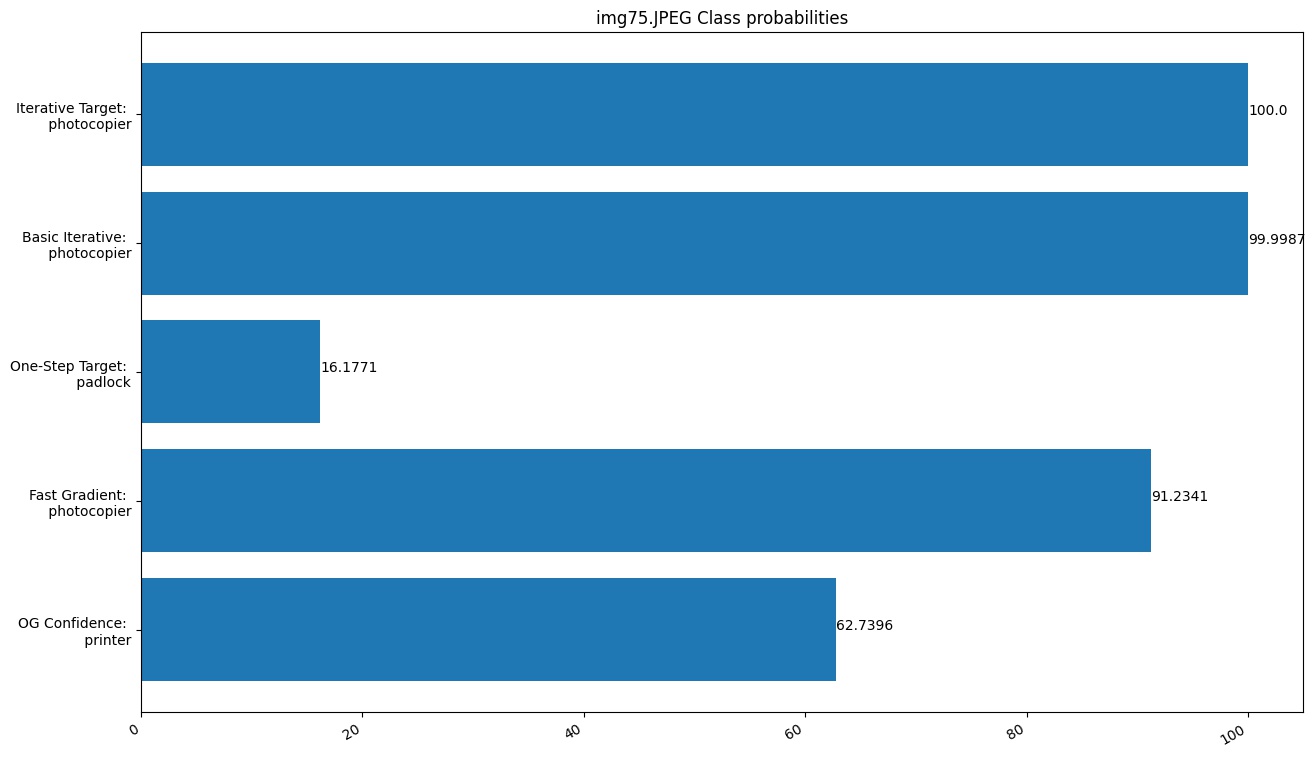 img75.JPEG Class probabilities
Iterative Target:
photocopier
100.0
Basic Iterative:
photocopier
99.9987
One-Step Target:
padlock
16.1771
Fast Gradient:
photocopier
91.2341
OG Confidence:
printer
62.7396
0 20 40 60 80 100